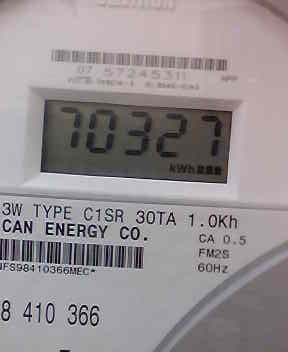 07 57245311
70327
kWh
3W TYPE C1SR 30TA 1.0Kh
CAN ENERGY CO.
CA 0.5
FM2S
60Hz
NFS98410366MEC*
8 410 366